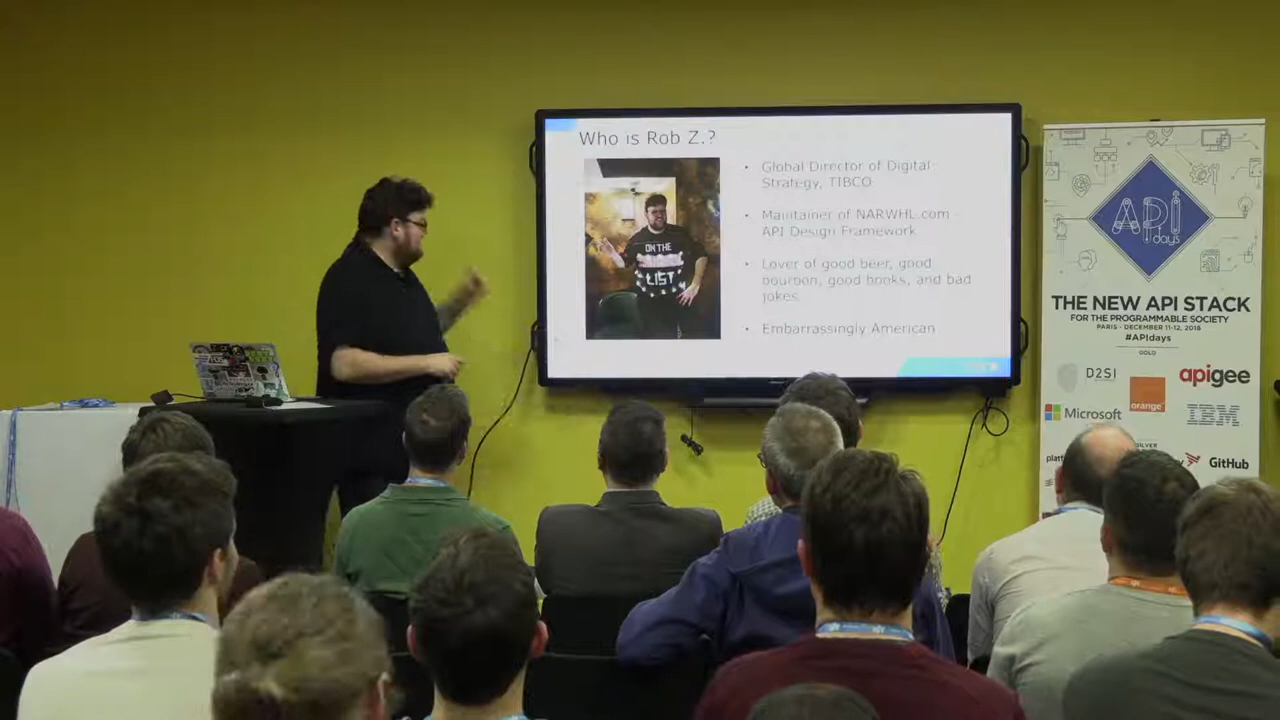 Who is Rob Z.?
• Global Director of Digital
Strategy, TIBCO
• Maintainer of NARWHL.com -
API Design Framework
• Lover of good beer, good
bourbon, good books, and bad
jokes.
• Embarrassingly American
ON THE
LIST
API
days
THE NEW API STACK
FOR THE PROGRAMMABLE SOCIETY
PARIS - DECEMBER 11-12, 2018
#APIdays
GOLD
D2SI
orange
apigee
Microsoft
IBM
SILVER
GitHub